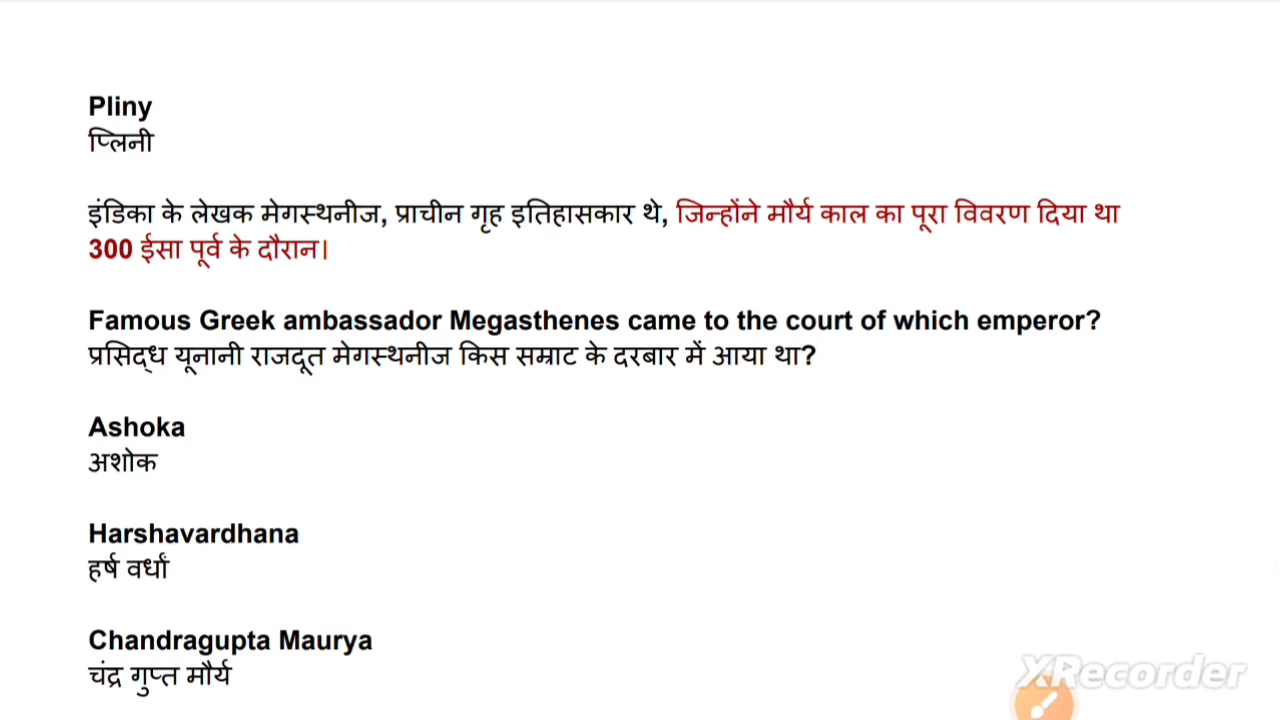 Pliny
प्लिनी
इंडिका के लेखक मेगस्थनीज, प्राचीन गृह इतिहासकार थे, जिन्होंने मौर्य काल का पूरा विवरण दिया था
300 ईसा पूर्व के दौरान।
Famous Greek ambassador Megasthenes came to the court of which emperor?
प्रसिद्ध यूनानी राजदूत मेगस्थनीज किस सम्राट के दरबार में आया था?
Ashoka
अशोक
Harshavardhana
हर्ष वर्धां
Chandragupta Maurya
चंद्र गुप्त मौर्य
XRecorder